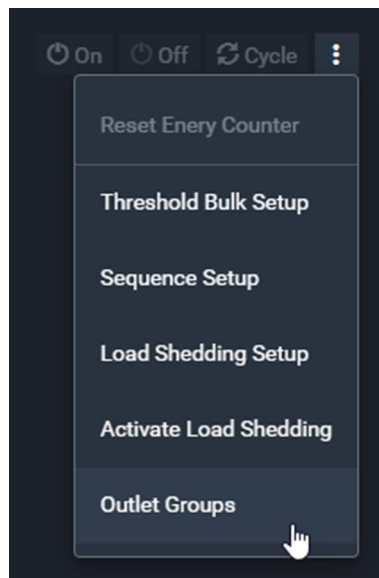 On Off Cycle
Reset Enery Counter
Threshold Bulk Setup
Sequence Setup
Load Shedding Setup
Activate Load Shedding
Outlet Groups